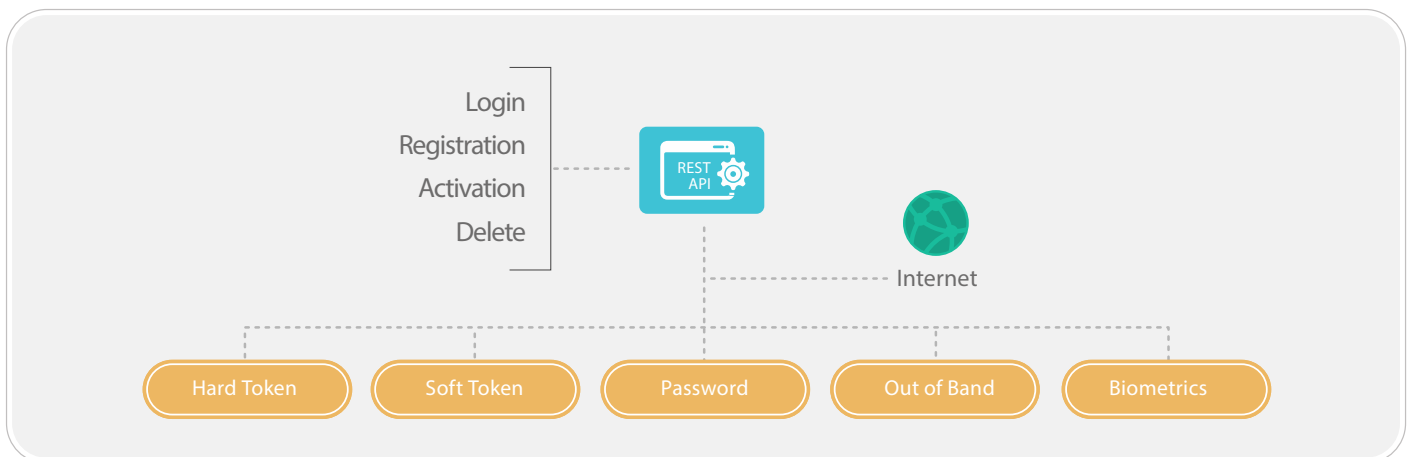 Login
Registration
Activation
Delete
REST
API
Internet
Hard Token
Soft Token
Password
Out of Band
Biometrics